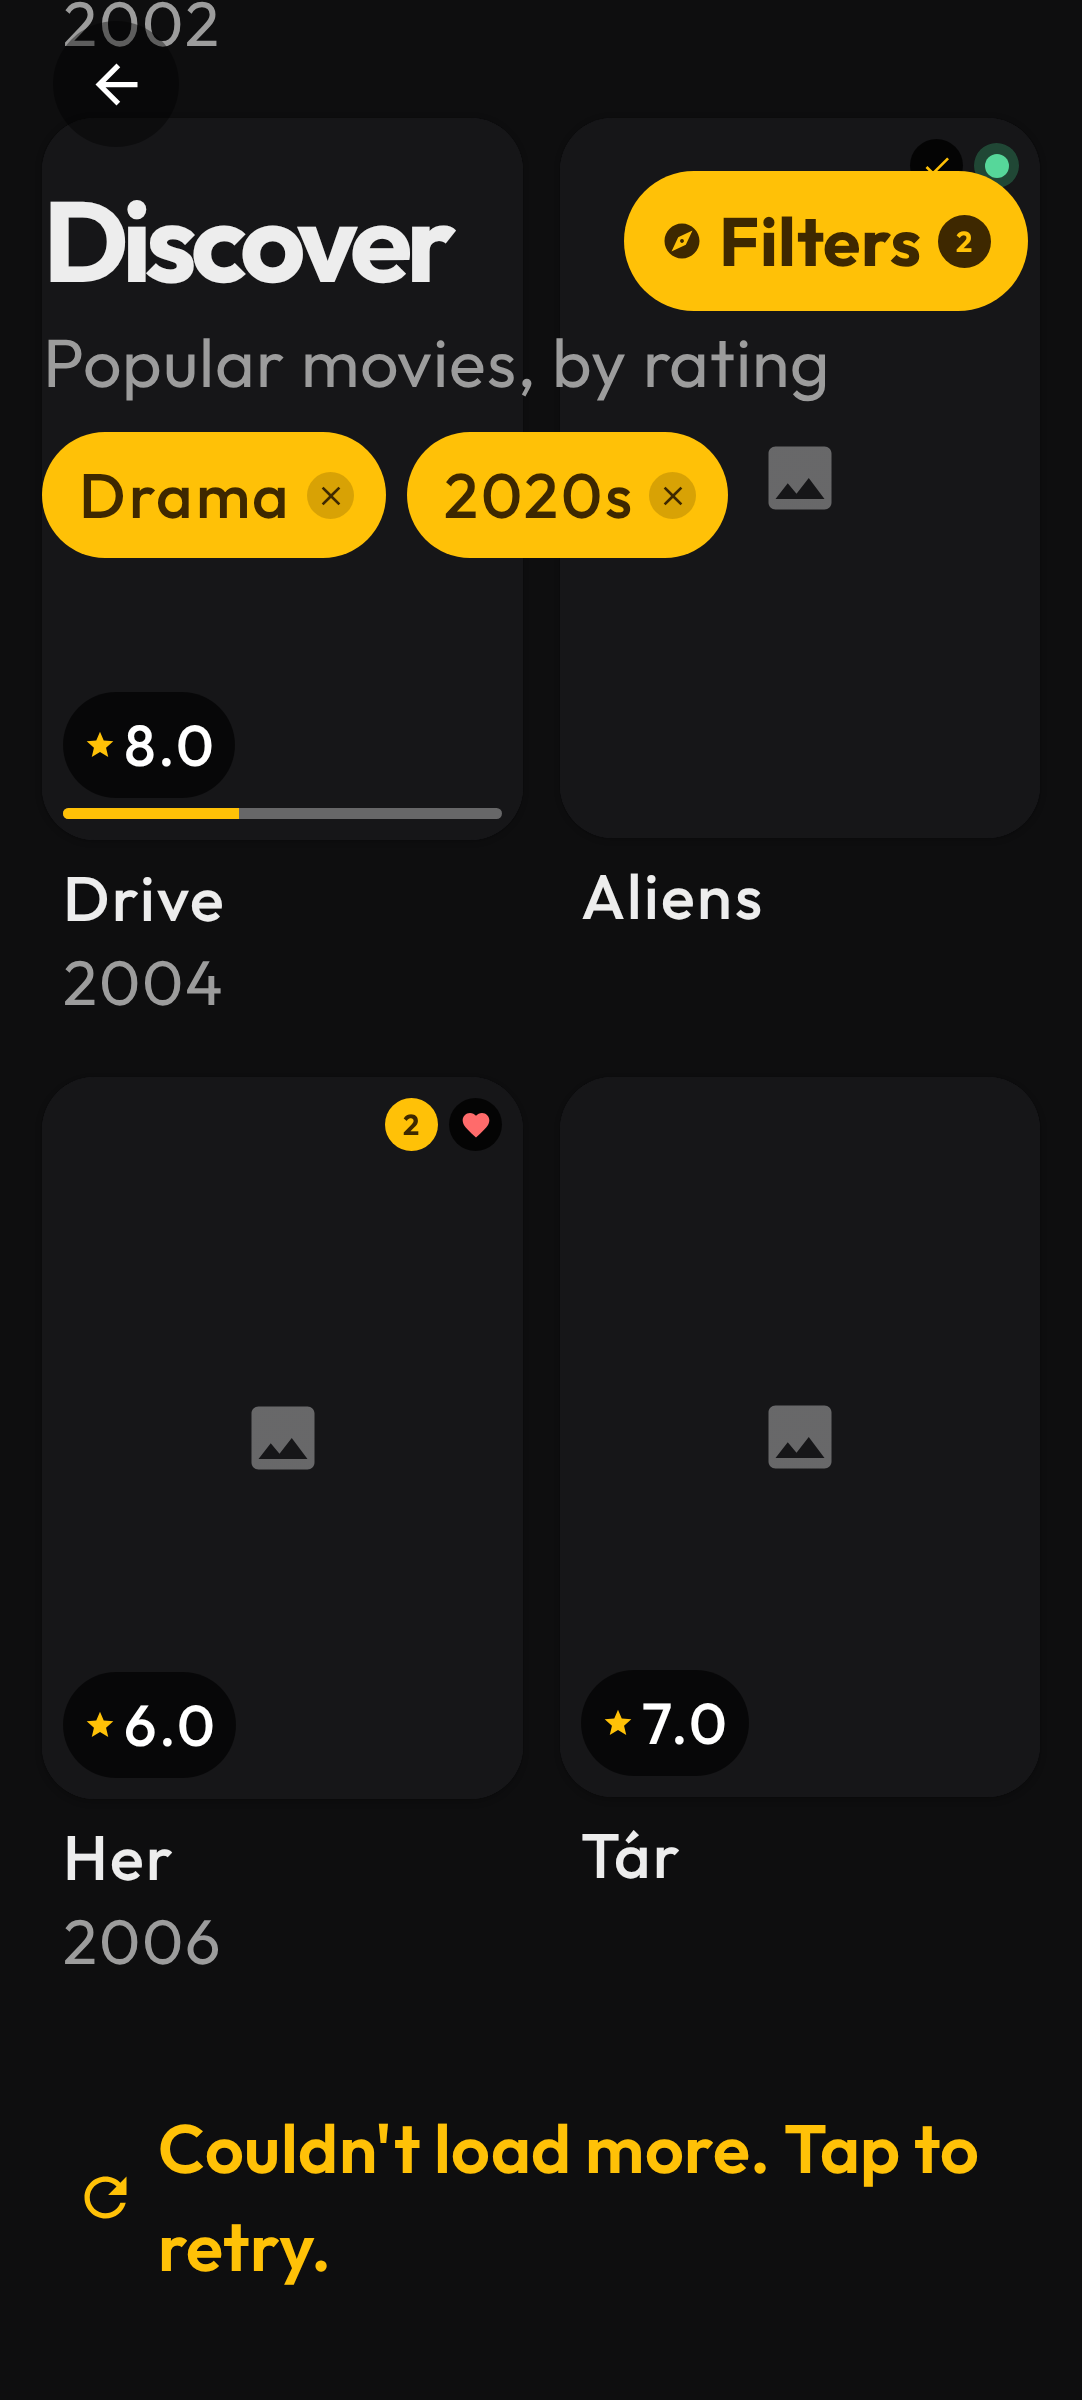 2002
Discover
Filters 2
Popular movies, by rating
Drama
2020s
8.0
Drive
2004
Aliens
2
6.0
7.0
Her
2006
Tár
Couldn't load more. Tap to
retry.